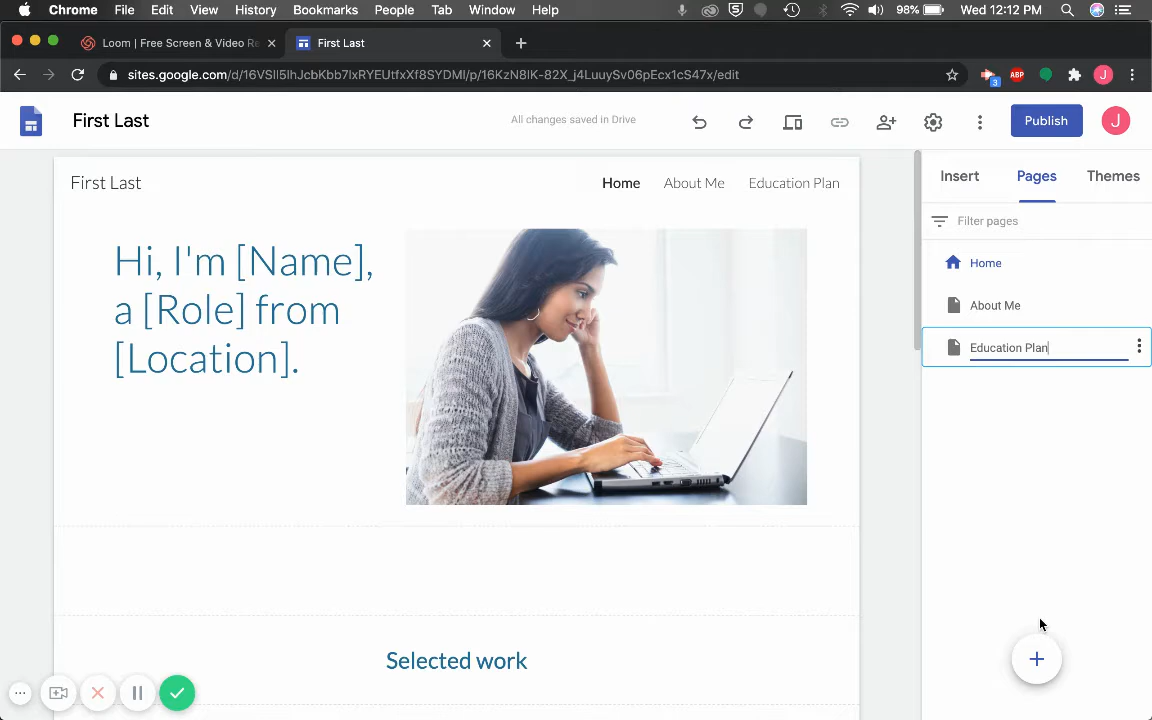 Chrome File Edit View History Bookmarks People Tab Window Help 98% Wed 12:12 PM
Loom | Free Screen & Video Re First Last
sites.google.com/d/16VSlI5lhJcbKbb7lxRYEUtfxXf8SYDMl/p/16KzN8lK-82X_j4LuuySv06pEcx1cS47x/edit 3 ABP J
First Last All changes saved in Drive Publish J
First Last Home About Me Education Plan
Insert Pages Themes
Filter pages
Home
About Me
Education Plan
Hi, I'm [Name],
a [Role] from
[Location].
Selected work